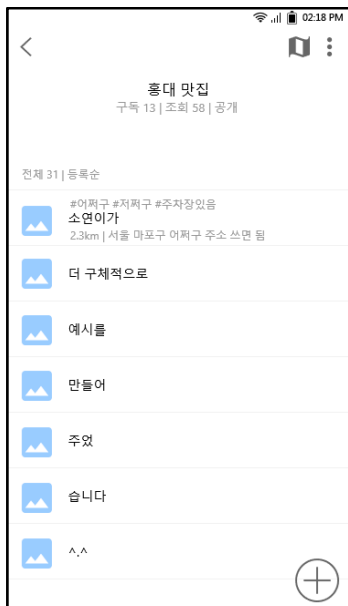 02:18 PM
홍대 맛집
구독 13 | 조회 58 | 공개
전체 31 | 등록순
#어쩌구 #저쩌구 #주차장있음
소연이가
2.3km | 서울 마포구 어쩌구 주소 쓰면 됨
더 구체적으로
예시를
만들어
주었
습니다
^.^